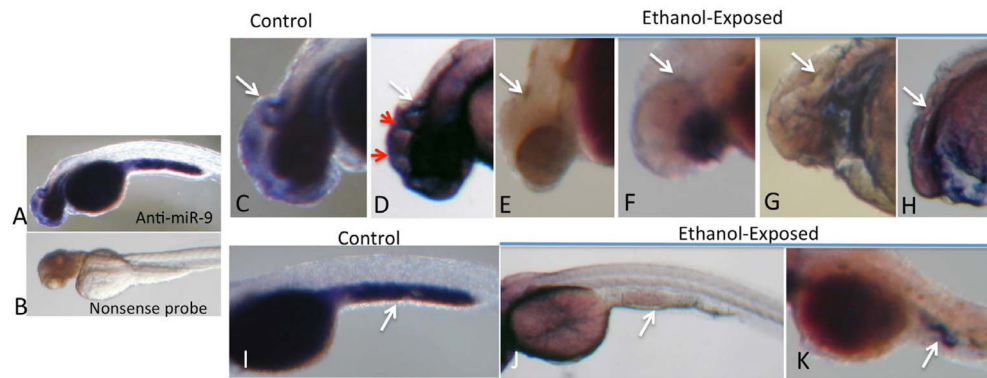 Control
Ethanol-Exposed
C
D
E
F
G
H
A
Anti-miR-9
B
Nonsense probe
Control
Ethanol-Exposed
I
J
K